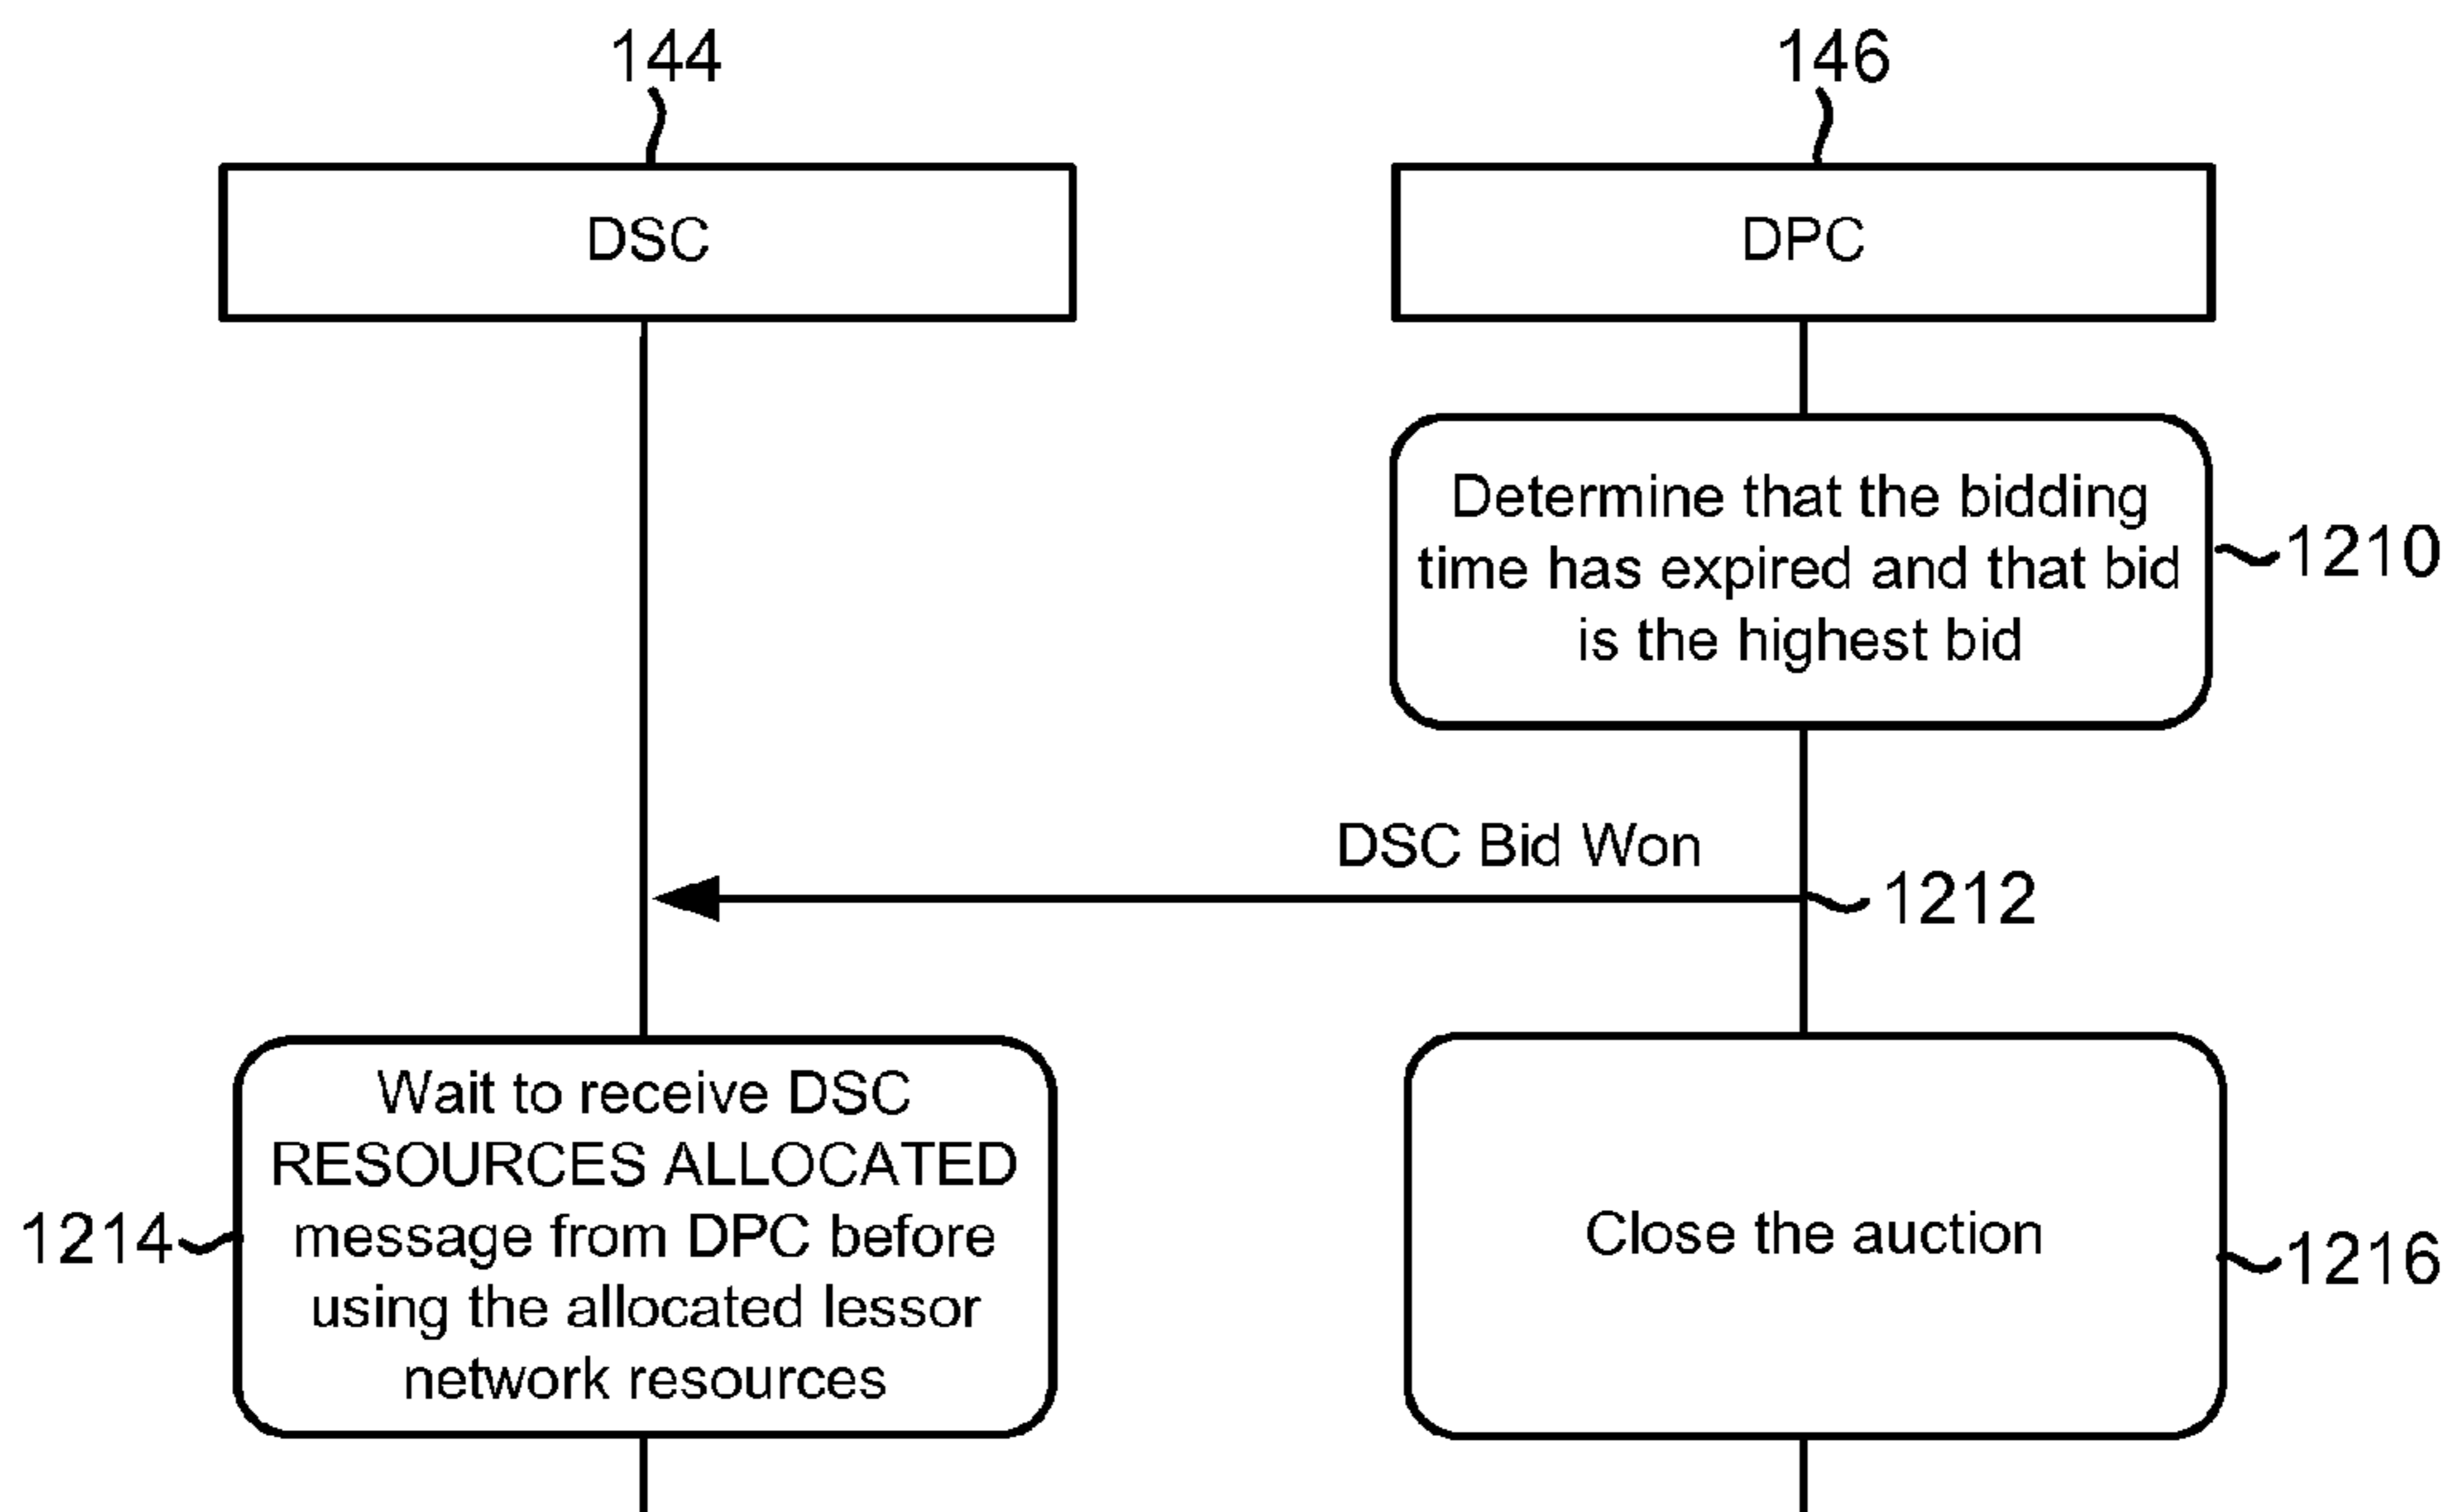 144
146
DSC
DPC
Determine that the bidding
time has expired and that bid
is the highest bid
1210
DSC Bid Won
1212
Wait to receive DSC
RESOURCES ALLOCATED
message from DPC before
using the allocated lessor
network resources
1214
Close the auction
1216